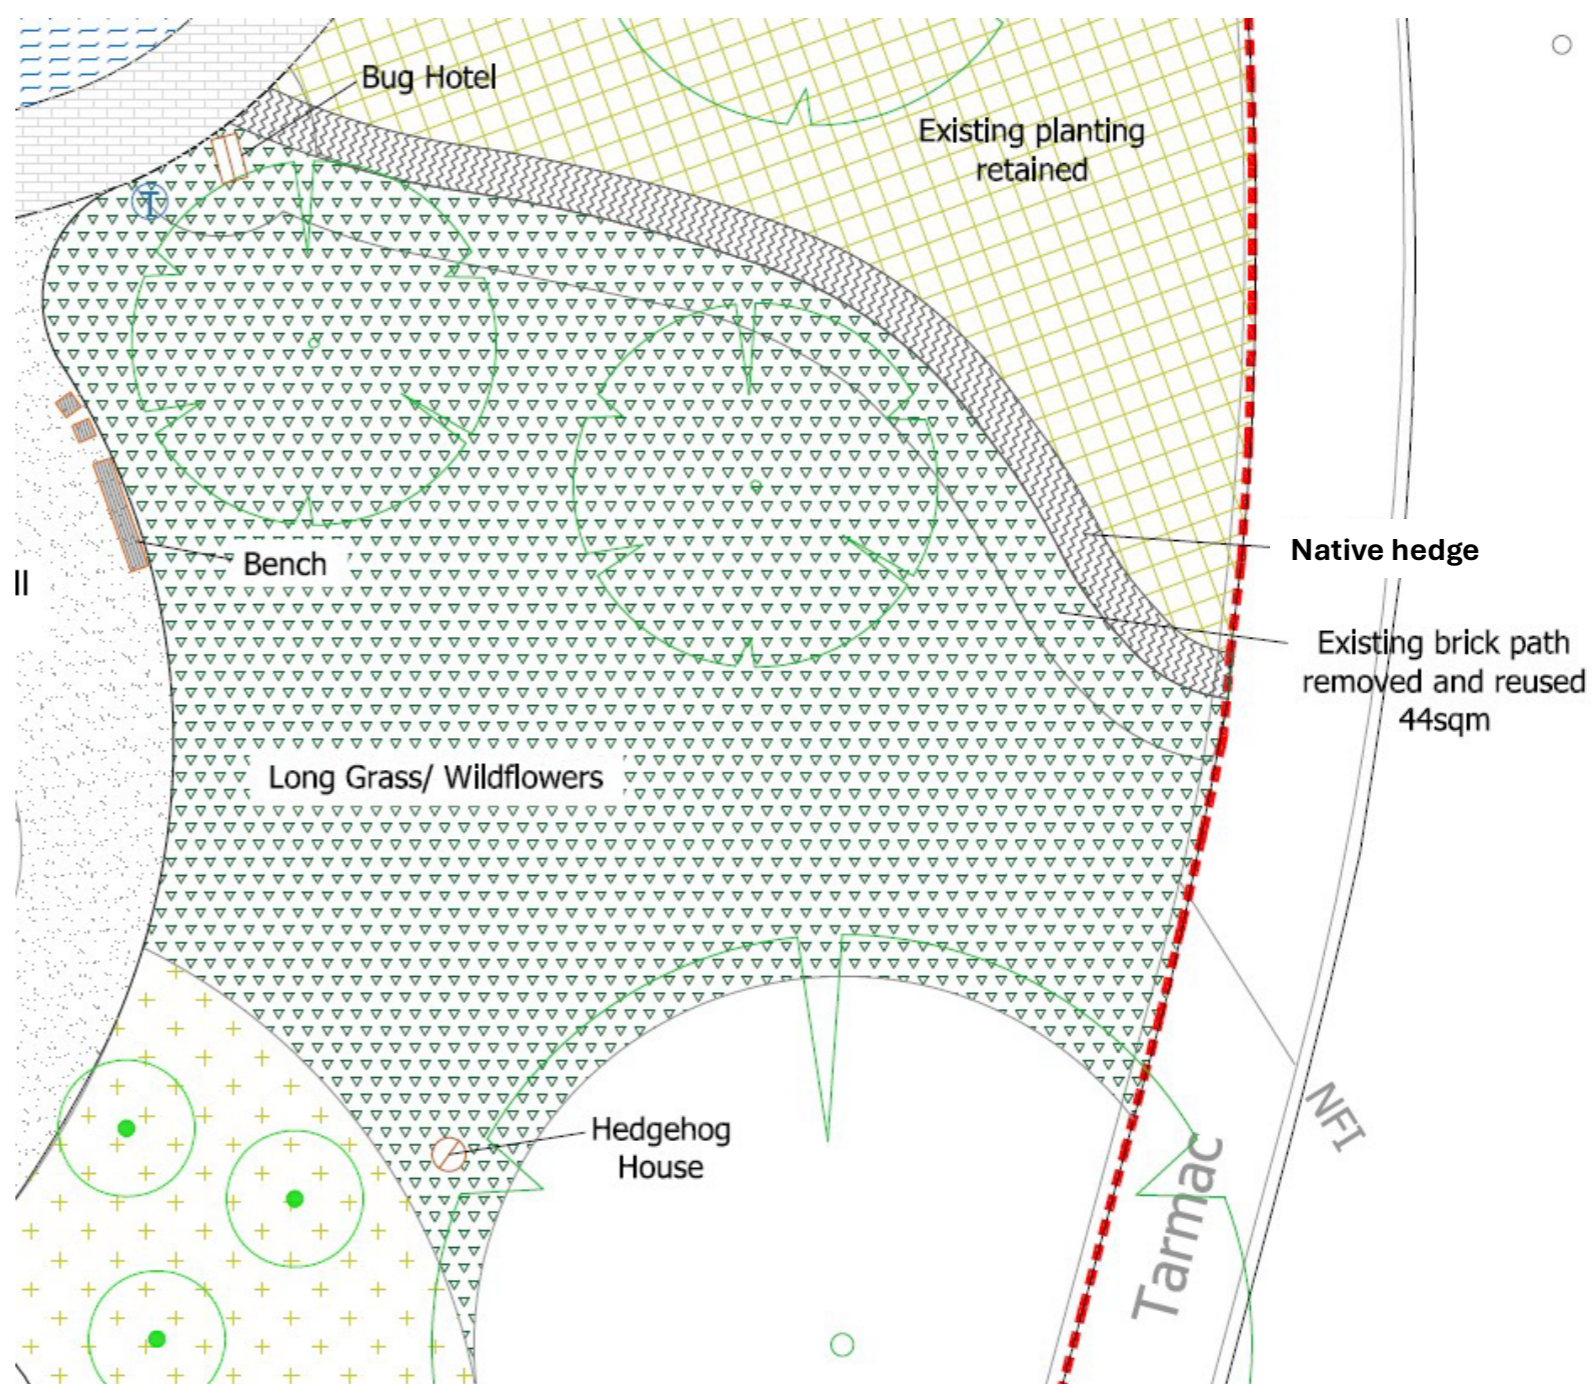 Bug Hotel
Existing planting
retained
T
Native hedge
Bench
ll
Existing brick path
removed and reused
44sqm
Long Grass/ Wildflowers
NFI
Hedgehog
House
Tarmac